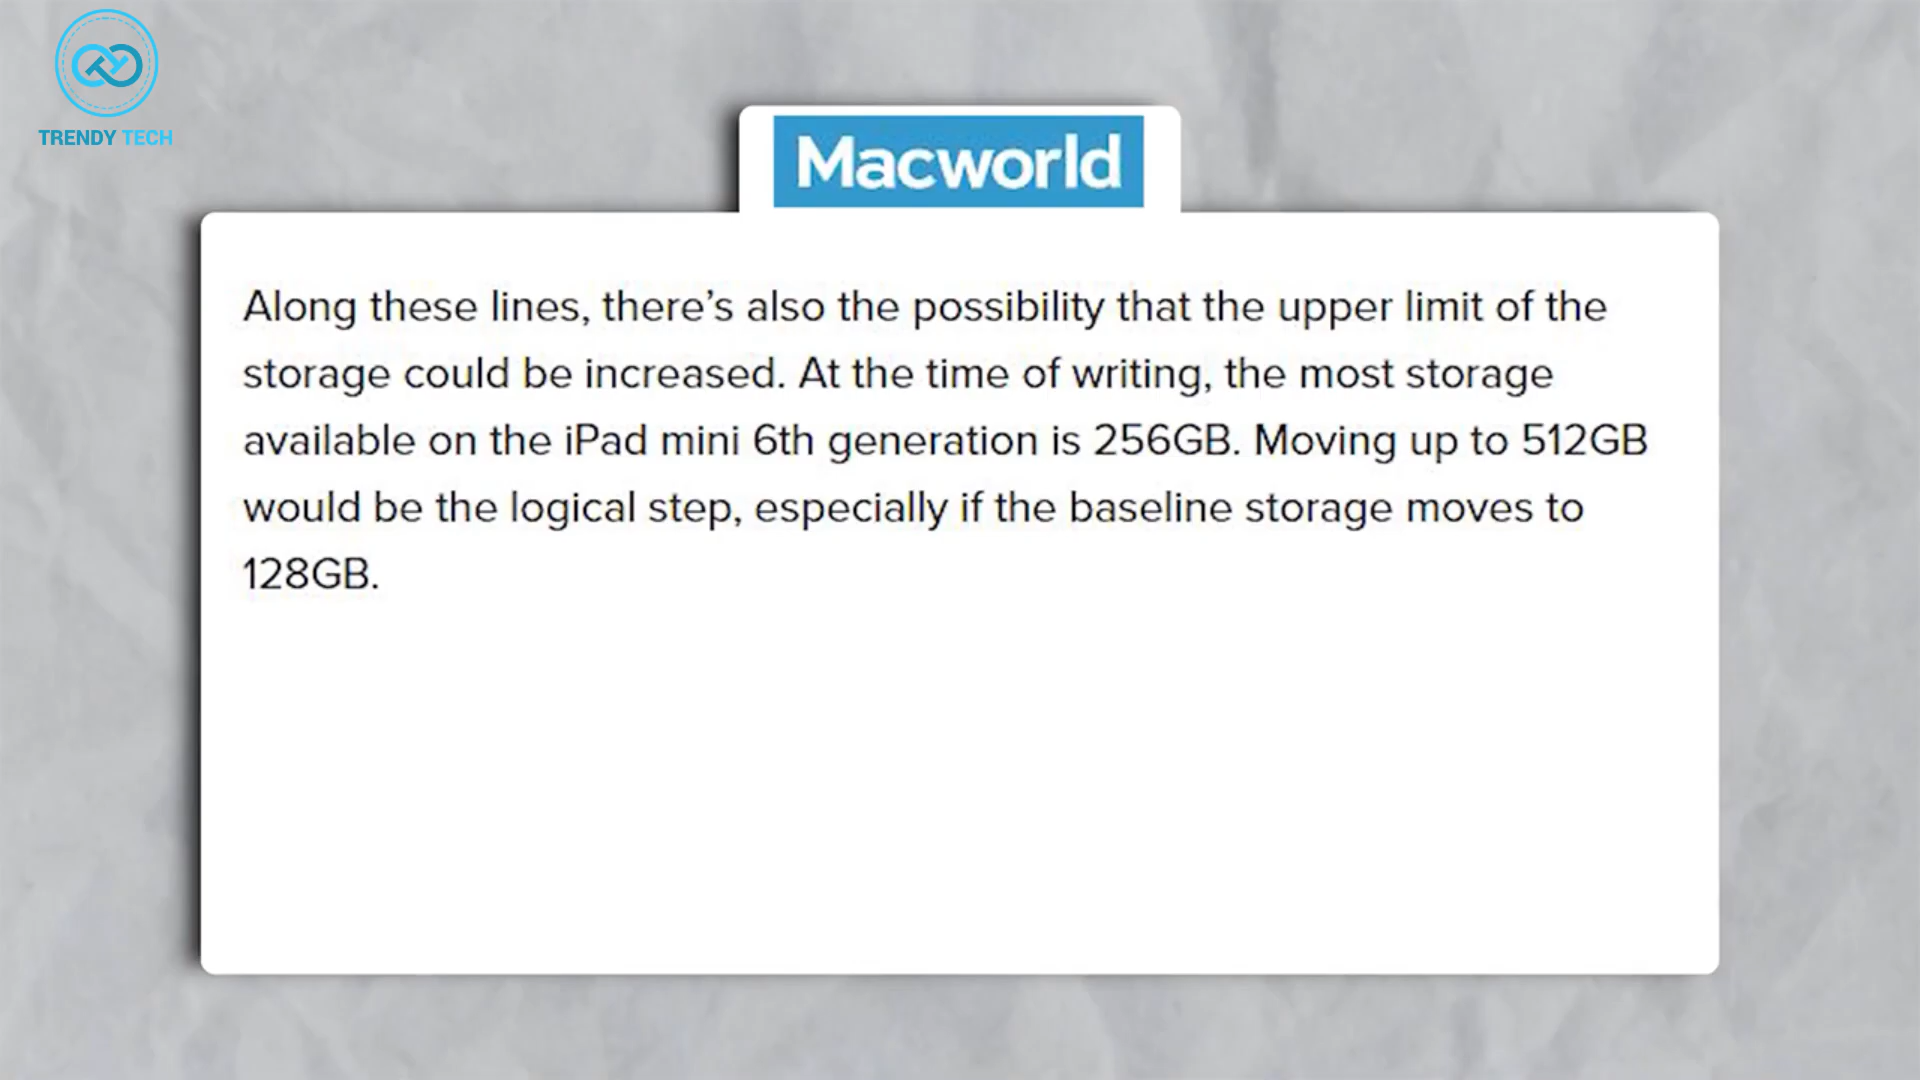 TRENDY TECH
Macworld
Along these lines, there’s also the possibility that the upper limit of the
storage could be increased. At the time of writing, the most storage
available on the iPad mini 6th generation is 256GB. Moving up to 512GB
would be the logical step, especially if the baseline storage moves to
128GB.